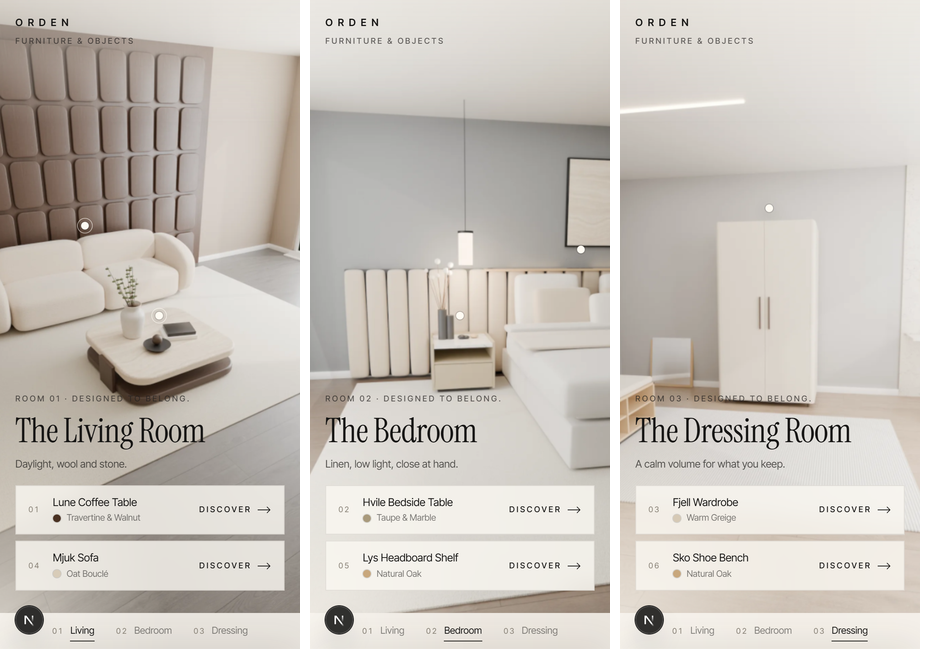 ORDEN
FURNITURE & OBJECTS
ROOM 01 · DESIGNED TO BELONG.
The Living Room
Daylight, wool and stone.
01 Lune Coffee Table
Travertine & Walnut
DISCOVER →
04 Mjuk Sofa
Oat Bouclé
DISCOVER →
N
01 Living 02 Bedroom 03 Dressing
ORDEN
FURNITURE & OBJECTS
ROOM 02 · DESIGNED TO BELONG.
The Bedroom
Linen, low light, close at hand.
02 Hvile Bedside Table
Taupe & Marble
DISCOVER →
05 Lys Headboard Shelf
Natural Oak
DISCOVER →
N
01 Living 02 Bedroom 03 Dressing
ORDEN
FURNITURE & OBJECTS
ROOM 03 · DESIGNED TO BELONG.
The Dressing Room
A calm volume for what you keep.
03 Fjell Wardrobe
Warm Greige
DISCOVER →
06 Sko Shoe Bench
Natural Oak
DISCOVER →
N
01 Living 02 Bedroom 03 Dressing